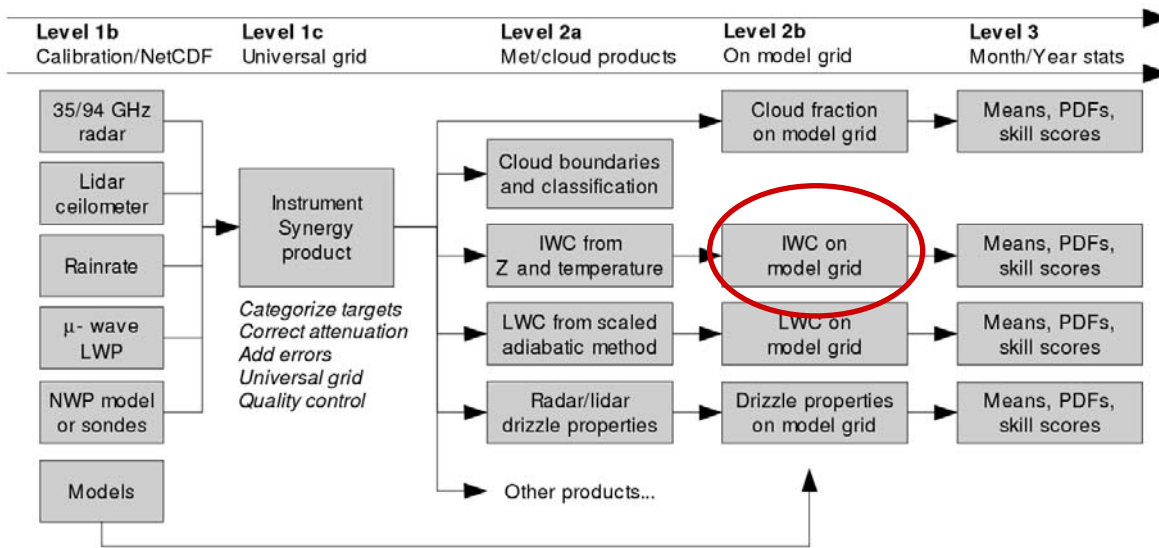 Level 1b
Calibration/NetCDF
Level 1c
Universal grid
Level 2a
Met/cloud products
Level 2b
On model grid
Level 3
Month/Year stats
35/94 GHz
radar
Lidar
ceilometer
Rainrate
μ- wave
LWP
NWP model
or sondes
Models
Instrument
Synergy
product
Categorize targets
Correct attenuation
Add errors
Universal grid
Quality control
Cloud boundaries
and classification
IWC from
Z and temperature
LWC from scaled
adiabatic method
Radar/lidar
drizzle properties
Other products...
Cloud fraction
on model grid
IWC on
model grid
LWC on
model grid
Drizzle properties
on model grid
Means, PDFs,
skill scores
Means, PDFs,
skill scores
Means, PDFs,
skill scores
Means, PDFs,
skill scores